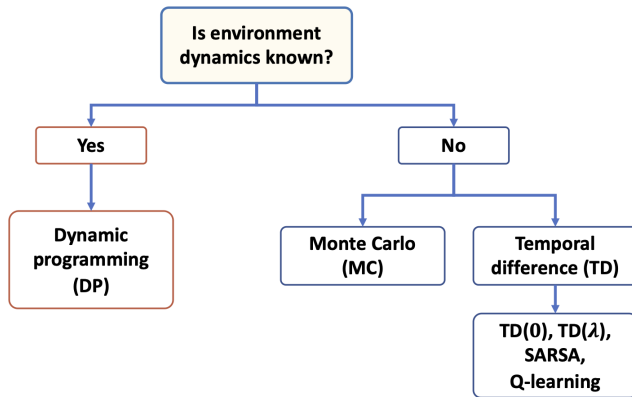 Is environment
dynamics known?
Yes
No
Dynamic
programming
(DP)
Monte Carlo
(MC)
Temporal
difference (TD)
TD(0), TD(λ),
SARSA,
Q-learning